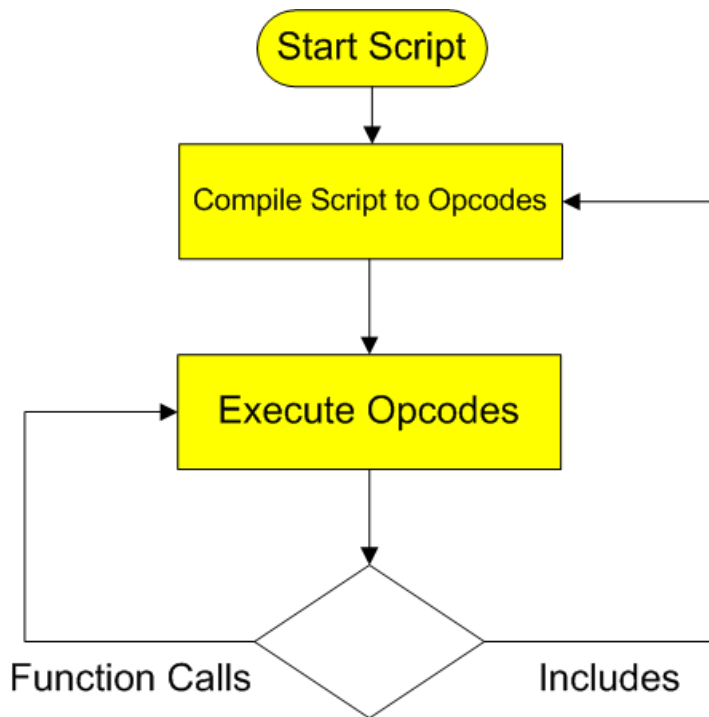 Start Script
Compile Script to Opcodes
Execute Opcodes
Function Calls
Includes